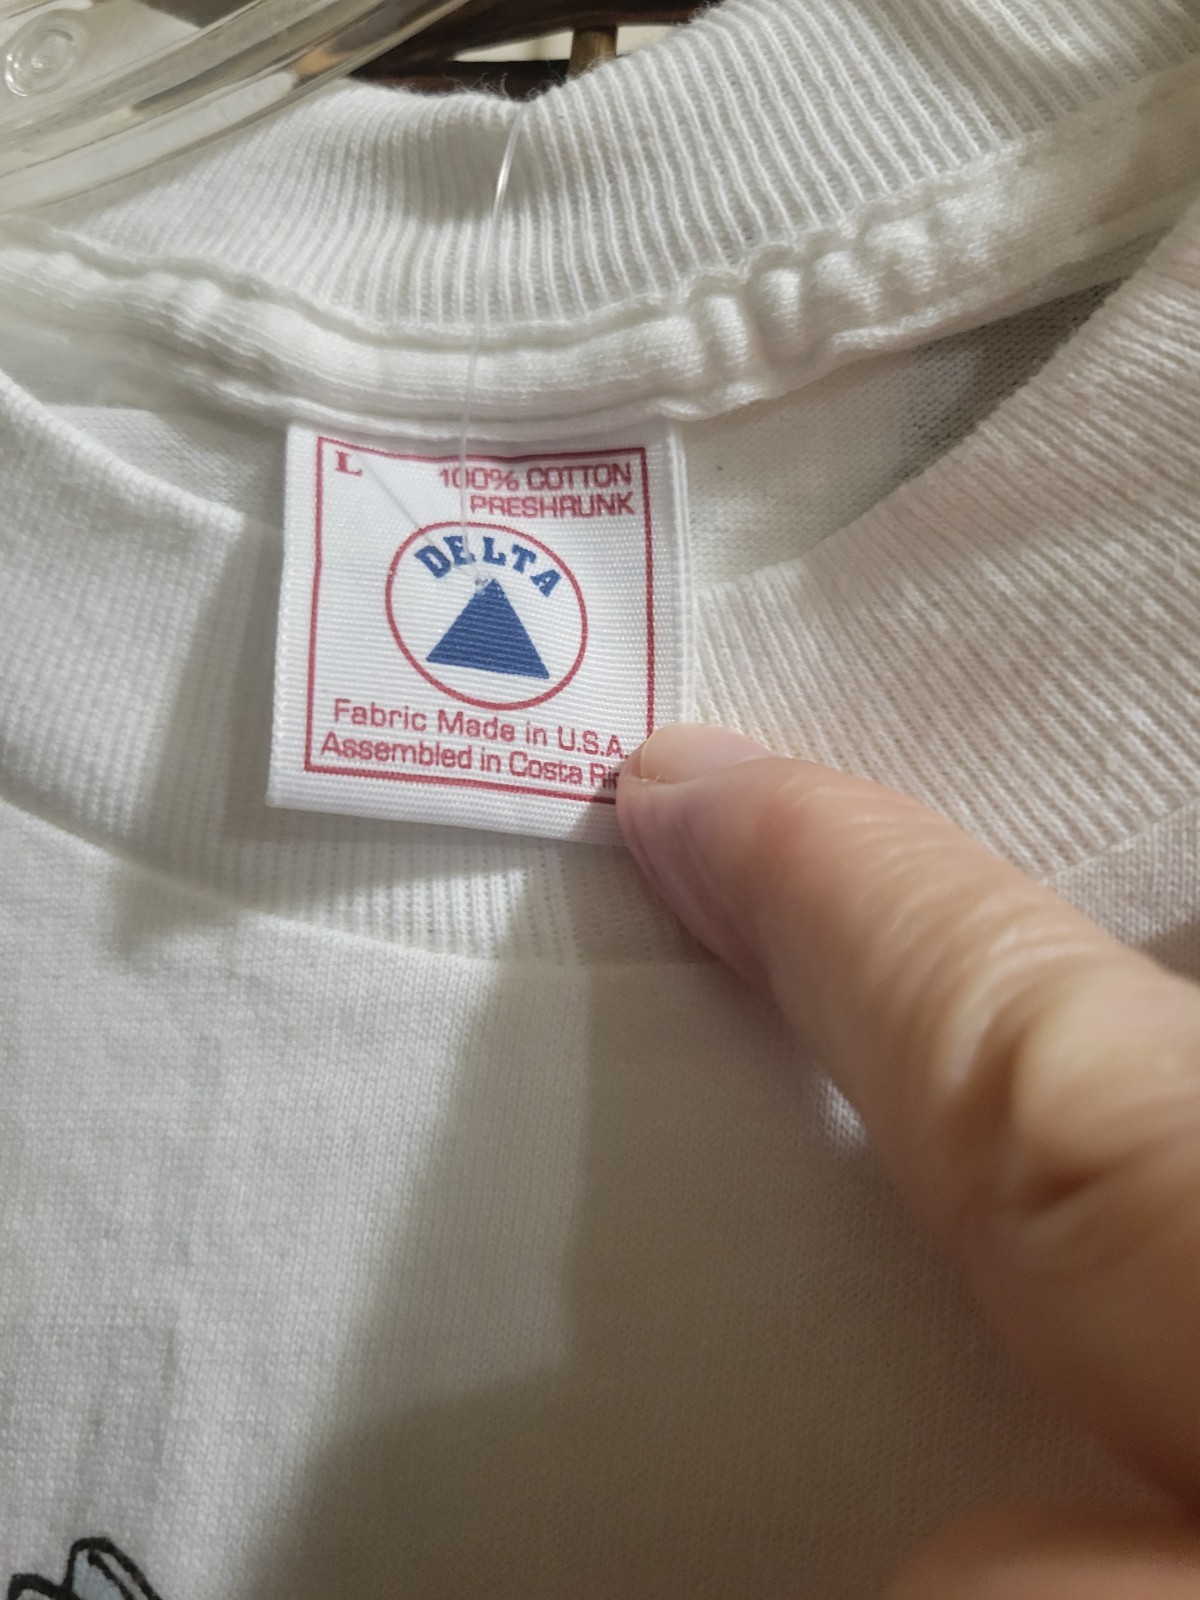 L
100% COTTON
PRESHRUNK
DELTA
Fabric Made in U.S.A.
Assembled in Costa